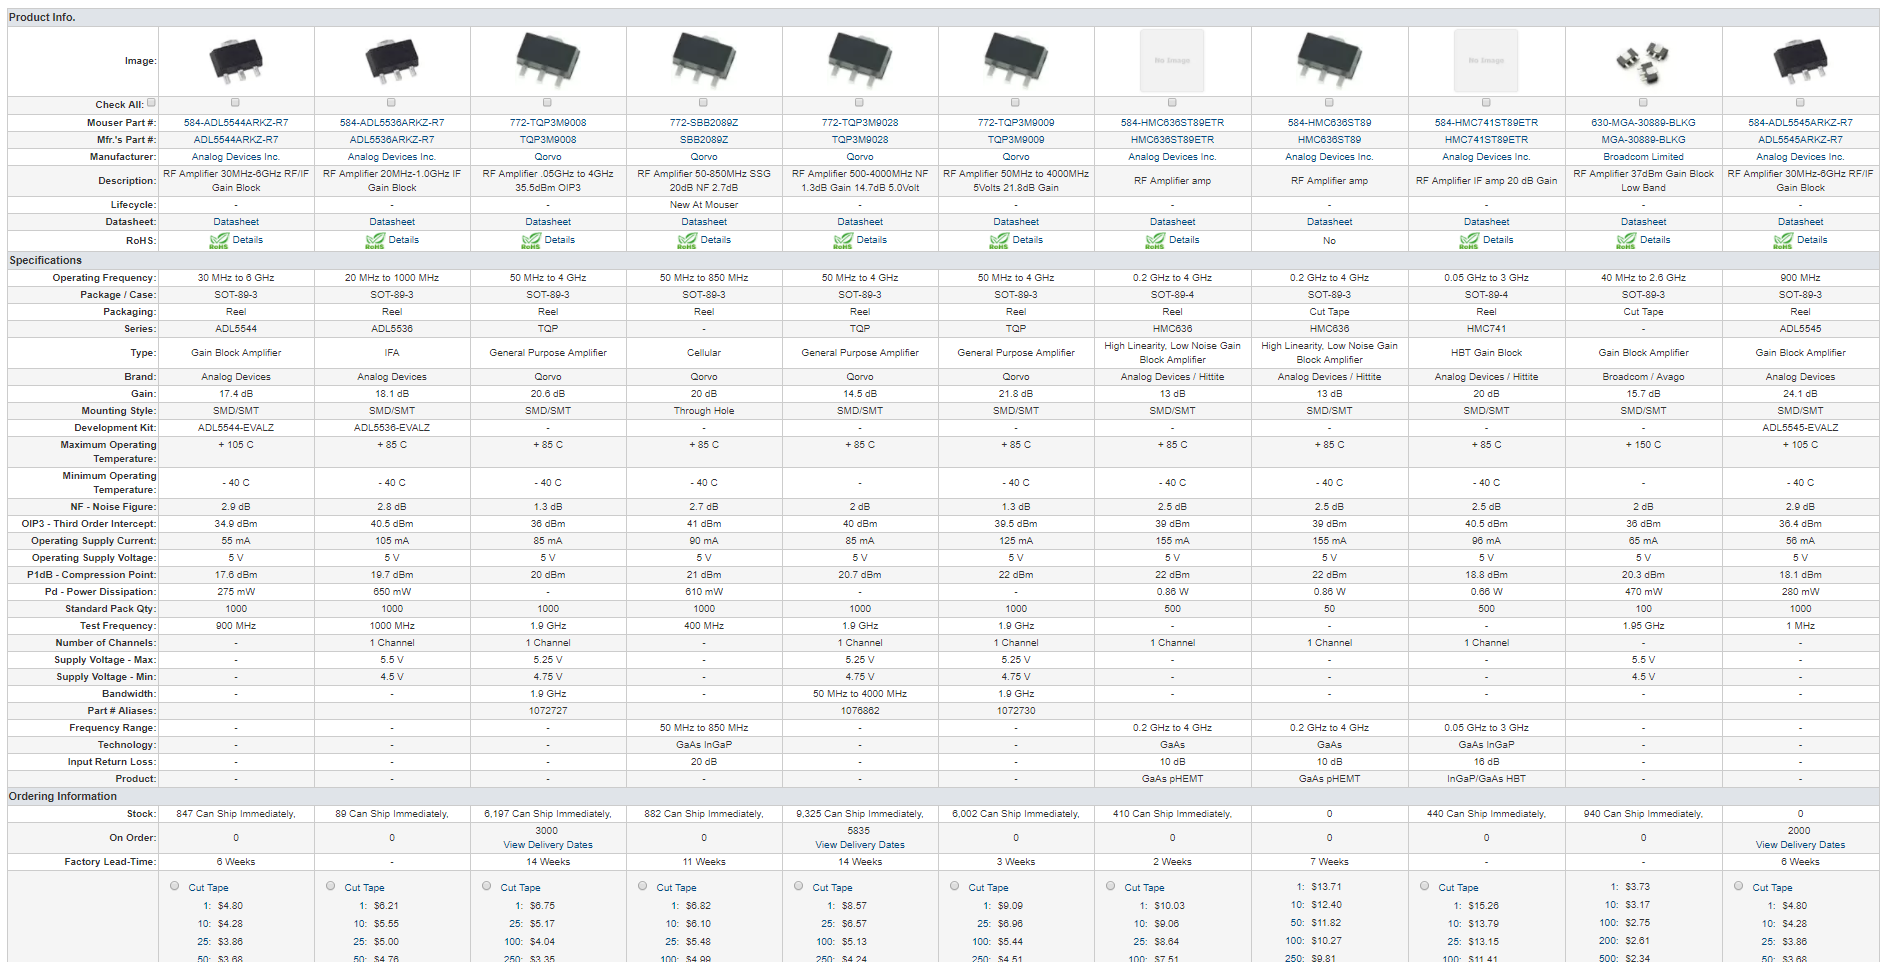 Product Info.
Image: No Image No Image
Check All:
Mouser Part #: 584-ADL5544ARKZ-R7 584-ADL5536ARKZ-R7 772-TQP3M9008 772-SBB2089Z 772-TQP3M9028 772-TQP3M9009 584-HMC636ST89ETR 584-HMC636ST89 584-HMC741ST89ETR 630-MGA-30889-BLKG 584-ADL5545ARKZ-R7
Mfr.'s Part #: ADL5544ARKZ-R7 ADL5536ARKZ-R7 TQP3M9008 SBB2089Z TQP3M9028 TQP3M9009 HMC636ST89ETR HMC636ST89 HMC741ST89ETR MGA-30889-BLKG ADL5545ARKZ-R7
Manufacturer: Analog Devices Inc. Analog Devices Inc. Qorvo Qorvo Qorvo Qorvo Analog Devices Inc. Analog Devices Inc. Analog Devices Inc. Broadcom Limited Analog Devices Inc.
Description: RF Amplifier 30MHz-6GHz RF/IF Gain Block RF Amplifier 20MHz-1.0GHz IF Gain Block RF Amplifier .05GHz to 4GHz 35.5dBm OIP3 RF Amplifier 50-850MHz SSG 20dB NF 2.7dB RF Amplifier 500-4000MHz NF 1.3dB Gain 14.7dB 5.0Volt RF Amplifier 50MHz to 4000MHz 5Volts 21.8dB Gain RF Amplifier amp RF Amplifier amp RF Amplifier IF amp 20 dB Gain RF Amplifier 37dBm Gain Block Low Band RF Amplifier 30MHz-6GHz RF/IF Gain Block
Lifecycle: - - - New At Mouser - - - - - - -
Datasheet: Datasheet Datasheet Datasheet Datasheet Datasheet Datasheet Datasheet Datasheet Datasheet Datasheet Datasheet
RoHS: RoHS Details RoHS Details RoHS Details RoHS Details RoHS Details RoHS Details RoHS Details No RoHS Details RoHS Details RoHS Details
Specifications
Operating Frequency: 30 MHz to 6 GHz 20 MHz to 1000 MHz 50 MHz to 4 GHz 50 MHz to 850 MHz 50 MHz to 4 GHz 50 MHz to 4 GHz 0.2 GHz to 4 GHz 0.2 GHz to 4 GHz 0.05 GHz to 3 GHz 40 MHz to 2.6 GHz 900 MHz
Package / Case: SOT-89-3 SOT-89-3 SOT-89-3 SOT-89-3 SOT-89-3 SOT-89-3 SOT-89-4 SOT-89-3 SOT-89-4 SOT-89-3 SOT-89-3
Packaging: Reel Reel Reel Reel Reel Reel Reel Cut Tape Reel Cut Tape Reel
Series: ADL5544 ADL5536 TQP - TQP TQP HMC636 HMC636 HMC741 - ADL5545
Type: Gain Block Amplifier IFA General Purpose Amplifier Cellular General Purpose Amplifier General Purpose Amplifier High Linearity, Low Noise Gain Block Amplifier High Linearity, Low Noise Gain Block Amplifier HBT Gain Block Gain Block Amplifier Gain Block Amplifier
Brand: Analog Devices Analog Devices Qorvo Qorvo Qorvo Qorvo Analog Devices / Hittite Analog Devices / Hittite Analog Devices / Hittite Broadcom / Avago Analog Devices
Gain: 17.4 dB 18.1 dB 20.6 dB 20 dB 14.5 dB 21.8 dB 13 dB 13 dB 20 dB 15.7 dB 24.1 dB
Mounting Style: SMD/SMT SMD/SMT SMD/SMT Through Hole SMD/SMT SMD/SMT SMD/SMT SMD/SMT SMD/SMT SMD/SMT SMD/SMT
Development Kit: ADL5544-EVALZ ADL5536-EVALZ - - - - - - - - ADL5545-EVALZ
Maximum Operating Temperature: + 105 C + 85 C + 85 C + 85 C + 85 C + 85 C + 85 C + 85 C + 85 C + 150 C + 105 C
Minimum Operating Temperature: - 40 C - 40 C - 40 C - 40 C - - 40 C - 40 C - 40 C - 40 C - - 40 C
NF - Noise Figure: 2.9 dB 2.8 dB 1.3 dB 2.7 dB 2 dB 1.3 dB 2.5 dB 2.5 dB 2.5 dB 2 dB 2.9 dB
OIP3 - Third Order Intercept: 34.9 dBm 40.5 dBm 36 dBm 41 dBm 40 dBm 39.5 dBm 39 dBm 39 dBm 40.5 dBm 36 dBm 36.4 dBm
Operating Supply Current: 55 mA 105 mA 85 mA 90 mA 85 mA 125 mA 155 mA 155 mA 96 mA 65 mA 56 mA
Operating Supply Voltage: 5 V 5 V 5 V 5 V 5 V 5 V 5 V 5 V 5 V 5 V 5 V
P1dB - Compression Point: 17.6 dBm 19.7 dBm 20 dBm 21 dBm 20.7 dBm 22 dBm 22 dBm 22 dBm 18.8 dBm 20.3 dBm 18.1 dBm
Pd - Power Dissipation: 275 mW 650 mW - 610 mW - - 0.86 W 0.86 W 0.66 W 470 mW 280 mW
Standard Pack Qty: 1000 1000 1000 1000 1000 1000 500 50 500 100 1000
Test Frequency: 900 MHz 1000 MHz 1.9 GHz 400 MHz 1.9 GHz 1.9 GHz - - - 1.95 GHz 1 MHz
Number of Channels: - 1 Channel 1 Channel - 1 Channel 1 Channel 1 Channel 1 Channel 1 Channel - -
Supply Voltage - Max: - 5.5 V 5.25 V - 5.25 V 5.25 V - - - 5.5 V -
Supply Voltage - Min: - 4.5 V 4.75 V - 4.75 V 4.75 V - - - 4.5 V -
Bandwidth: - - 1.9 GHz - 50 MHz to 4000 MHz 1.9 GHz - - - - -
Part # Aliases: 1072727 1076862 1072730
Frequency Range: - - - 50 MHz to 850 MHz - - 0.2 GHz to 4 GHz 0.2 GHz to 4 GHz 0.05 GHz to 3 GHz - -
Technology: - - - GaAs InGaP - - GaAs GaAs GaAs InGaP - -
Input Return Loss: - - - 20 dB - - 10 dB 10 dB 16 dB - -
Product: - - - - - - GaAs pHEMT GaAs pHEMT InGaP/GaAs HBT - -
Ordering Information
Stock: 847 Can Ship Immediately, 89 Can Ship Immediately, 6,197 Can Ship Immediately, 882 Can Ship Immediately, 9,325 Can Ship Immediately, 6,002 Can Ship Immediately, 410 Can Ship Immediately, 0 440 Can Ship Immediately, 940 Can Ship Immediately, 0
On Order: 0 0 3000 View Delivery Dates 0 5835 View Delivery Dates 0 0 0 0 0 2000 View Delivery Dates
Factory Lead-Time: 6 Weeks - 14 Weeks 11 Weeks 14 Weeks 3 Weeks 2 Weeks 7 Weeks - - 6 Weeks
Cut Tape Cut Tape Cut Tape Cut Tape Cut Tape Cut Tape Cut Tape 1: $13.71 Cut Tape 1: $3.73 Cut Tape
1: $4.80 1: $6.21 1: $6.75 1: $6.82 1: $8.57 1: $9.09 1: $10.03 10: $12.40 1: $15.26 10: $3.17 1: $4.80
10: $4.28 10: $5.55 25: $5.17 10: $6.10 25: $6.57 25: $6.96 10: $9.06 50: $11.82 10: $13.79 100: $2.75 10: $4.28
25: $3.86 25: $5.00 100: $4.04 25: $5.48 100: $5.13 100: $5.44 25: $8.64 100: $10.27 25: $13.15 200: $2.61 25: $3.86
50: $3.68 50: $4.76 250: $3.35 100: $4.99 250: $4.24 250: $4.51 100: $7.51 250: $9.81 100: $11.41 500: $2.34 50: $3.68